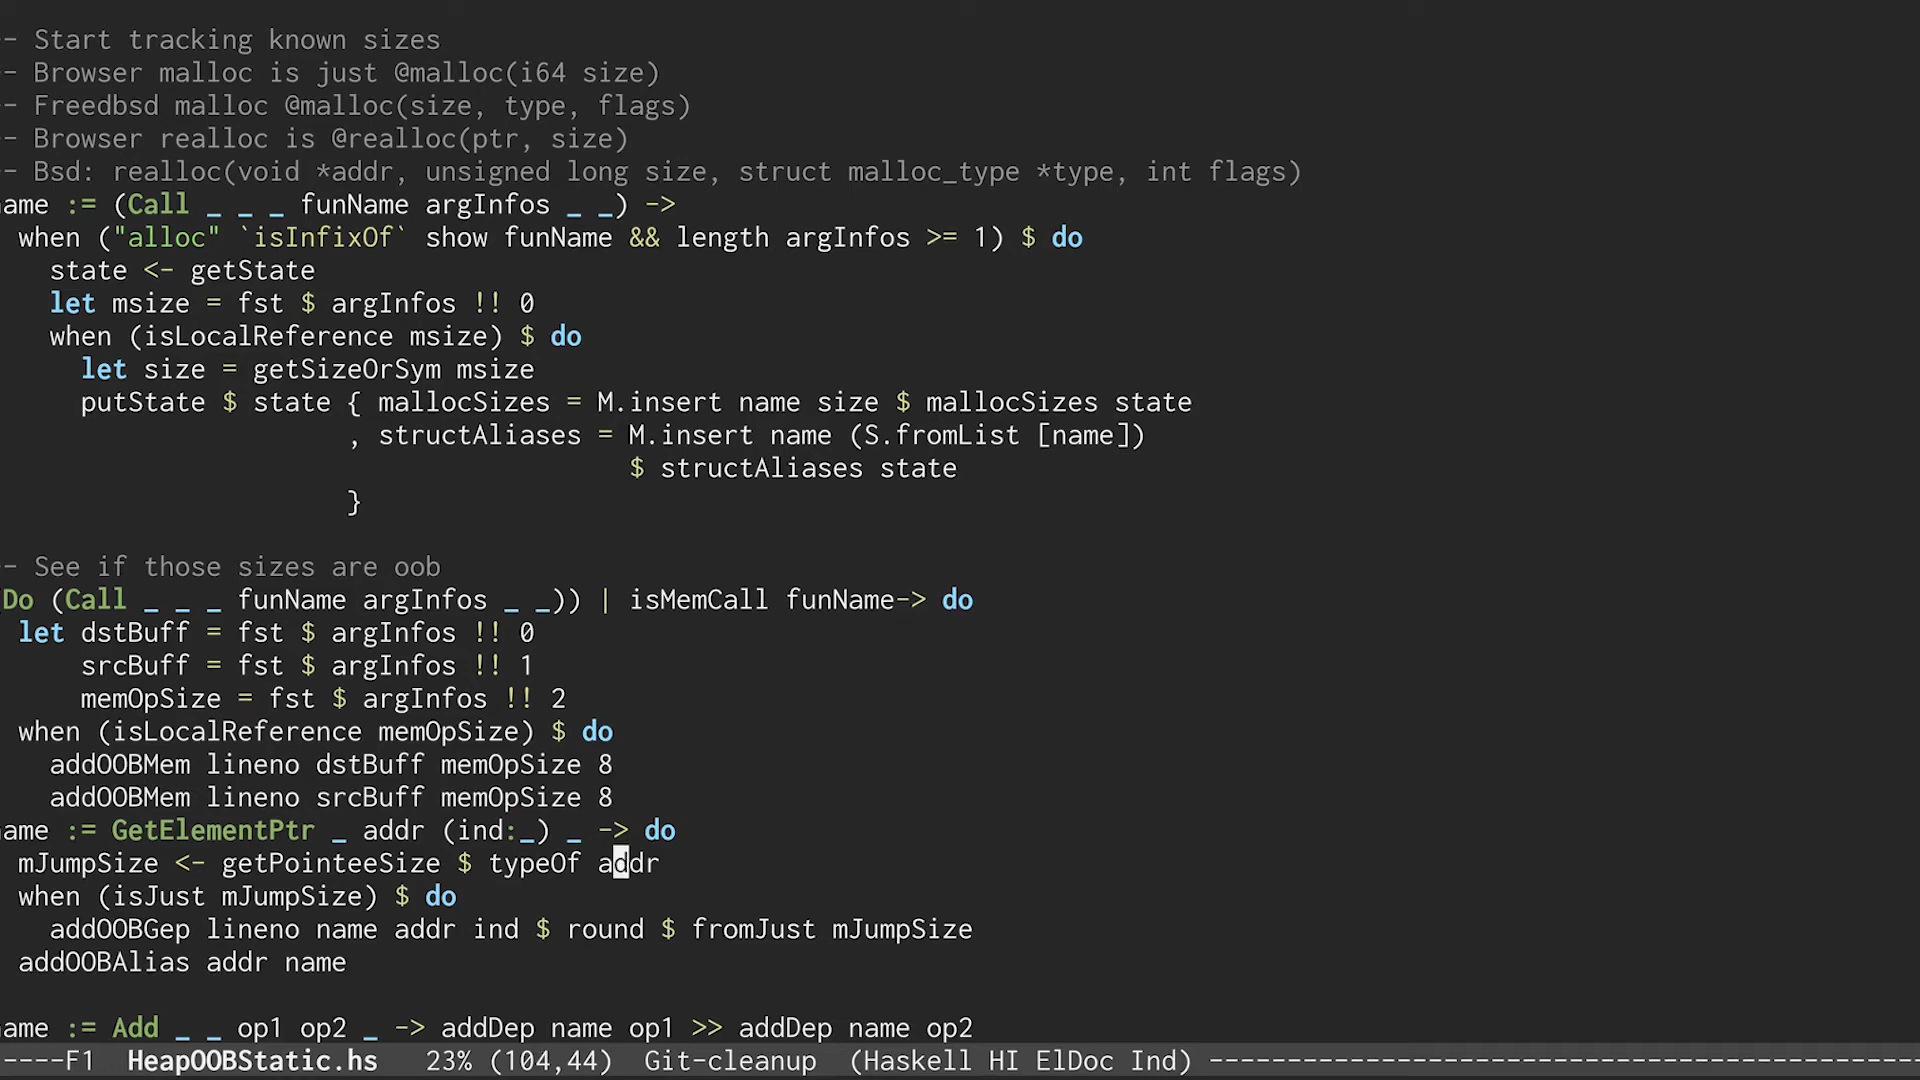 - Start tracking known sizes
- Browser malloc is just @malloc(i64 size)
- Freedbsd malloc @malloc(size, type, flags)
- Browser realloc is @realloc(ptr, size)
- Bsd: realloc(void *addr, unsigned long size, struct malloc_type *type, int flags)
ame := (Call _ _ _ funName argInfos _ _) ->
when ("alloc" `isInfixOf` show funName && length argInfos >= 1) $ do
state <- getState
let msize = fst $ argInfos !! 0
when (isLocalReference msize) $ do
let size = getSizeOrSym msize
putState $ state { mallocSizes = M.insert name size $ mallocSizes state
, structAliases = M.insert name (S.fromList [name])
$ structAliases state
}
- See if those sizes are oob
Do (Call _ _ _ funName argInfos _ _)) | isMemCall funName-> do
let dstBuff = fst $ argInfos !! 0
srcBuff = fst $ argInfos !! 1
memOpSize = fst $ argInfos !! 2
when (isLocalReference memOpSize) $ do
addOOBMem lineno dstBuff memOpSize 8
addOOBMem lineno srcBuff memOpSize 8
ame := GetElementPtr _ addr (ind:_) _ -> do
mJumpSize <- getPointeeSize $ typeOf addr
when (isJust mJumpSize) $ do
addOOBGep lineno name addr ind $ round $ fromJust mJumpSize
addOOBAlias addr name
ame := Add _ _ op1 op2 _ -> addDep name op1 >> addDep name op2
----F1  HeapOOBStatic.hs   23% (104,44)  Git-cleanup  (Haskell HI ElDoc Ind) ----------------------------------------------